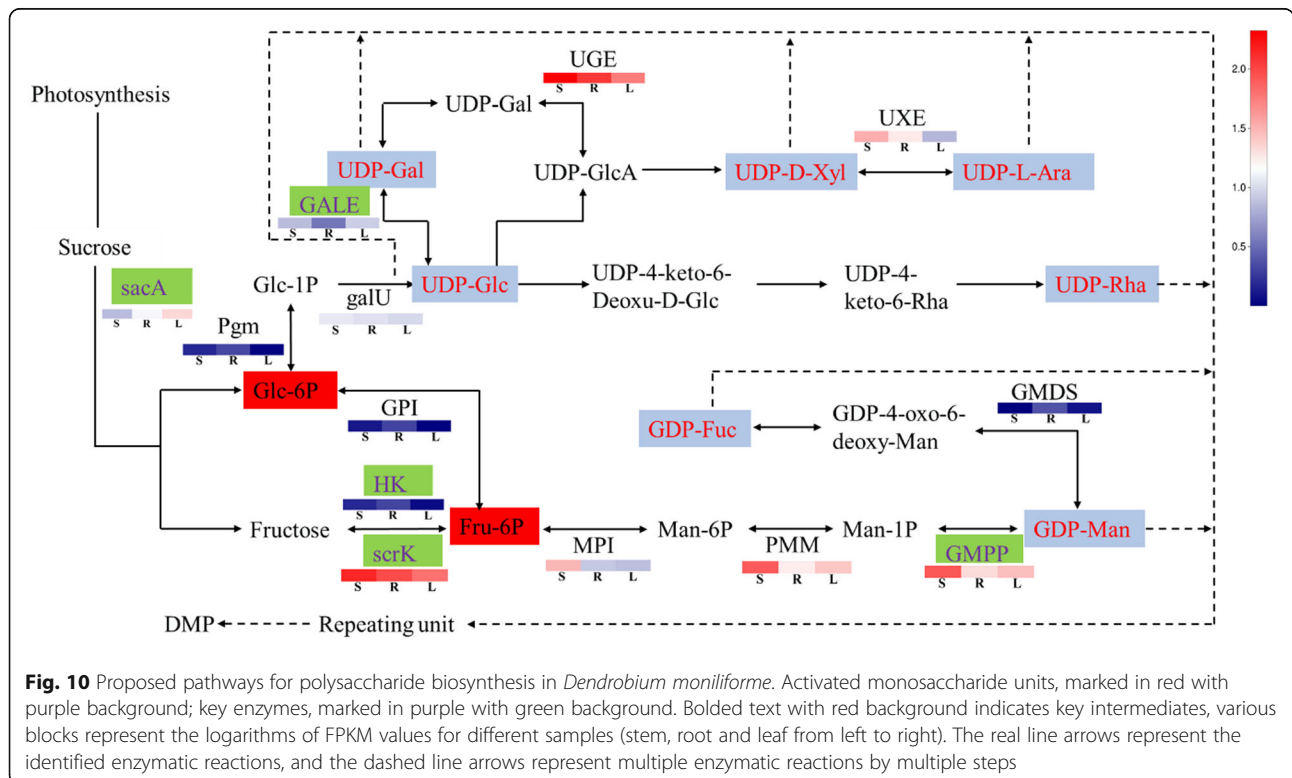 UGE
S R L
2.0
1.5
1.0
0.5
Photosynthesis
UDP-Gal
UXE
S R L
UDP-Gal
UDP-GlcA
UDP-D-Xyl
UDP-L-Ara
GALE
S R L
Sucrose
sacA
S R L
Glc-1P
galU
S R L
UDP-Glc
UDP-4-keto-6-
Deoxu-D-Glc
UDP-4-
keto-6-Rha
UDP-Rha
Pgm
S R L
Glc-6P
GPI
S R L
GDP-Fuc
GDP-4-oxo-6-
deoxy-Man
GMDS
S R L
HK
S R L
Fructose
Fru-6P
scrK
S R L
MPI
S R L
Man-6P
PMM
S R L
Man-1P
GMPP
S R L
GDP-Man
DMP
Repeating unit
Fig. 10 Proposed pathways for polysaccharide biosynthesis in Dendrobium moniliforme. Activated monosaccharide units, marked in red with
purple background; key enzymes, marked in purple with green background. Bolded text with red background indicates key intermediates, various
blocks represent the logarithms of FPKM values for different samples (stem, root and leaf from left to right). The real line arrows represent the
identified enzymatic reactions, and the dashed line arrows represent multiple enzymatic reactions by multiple steps